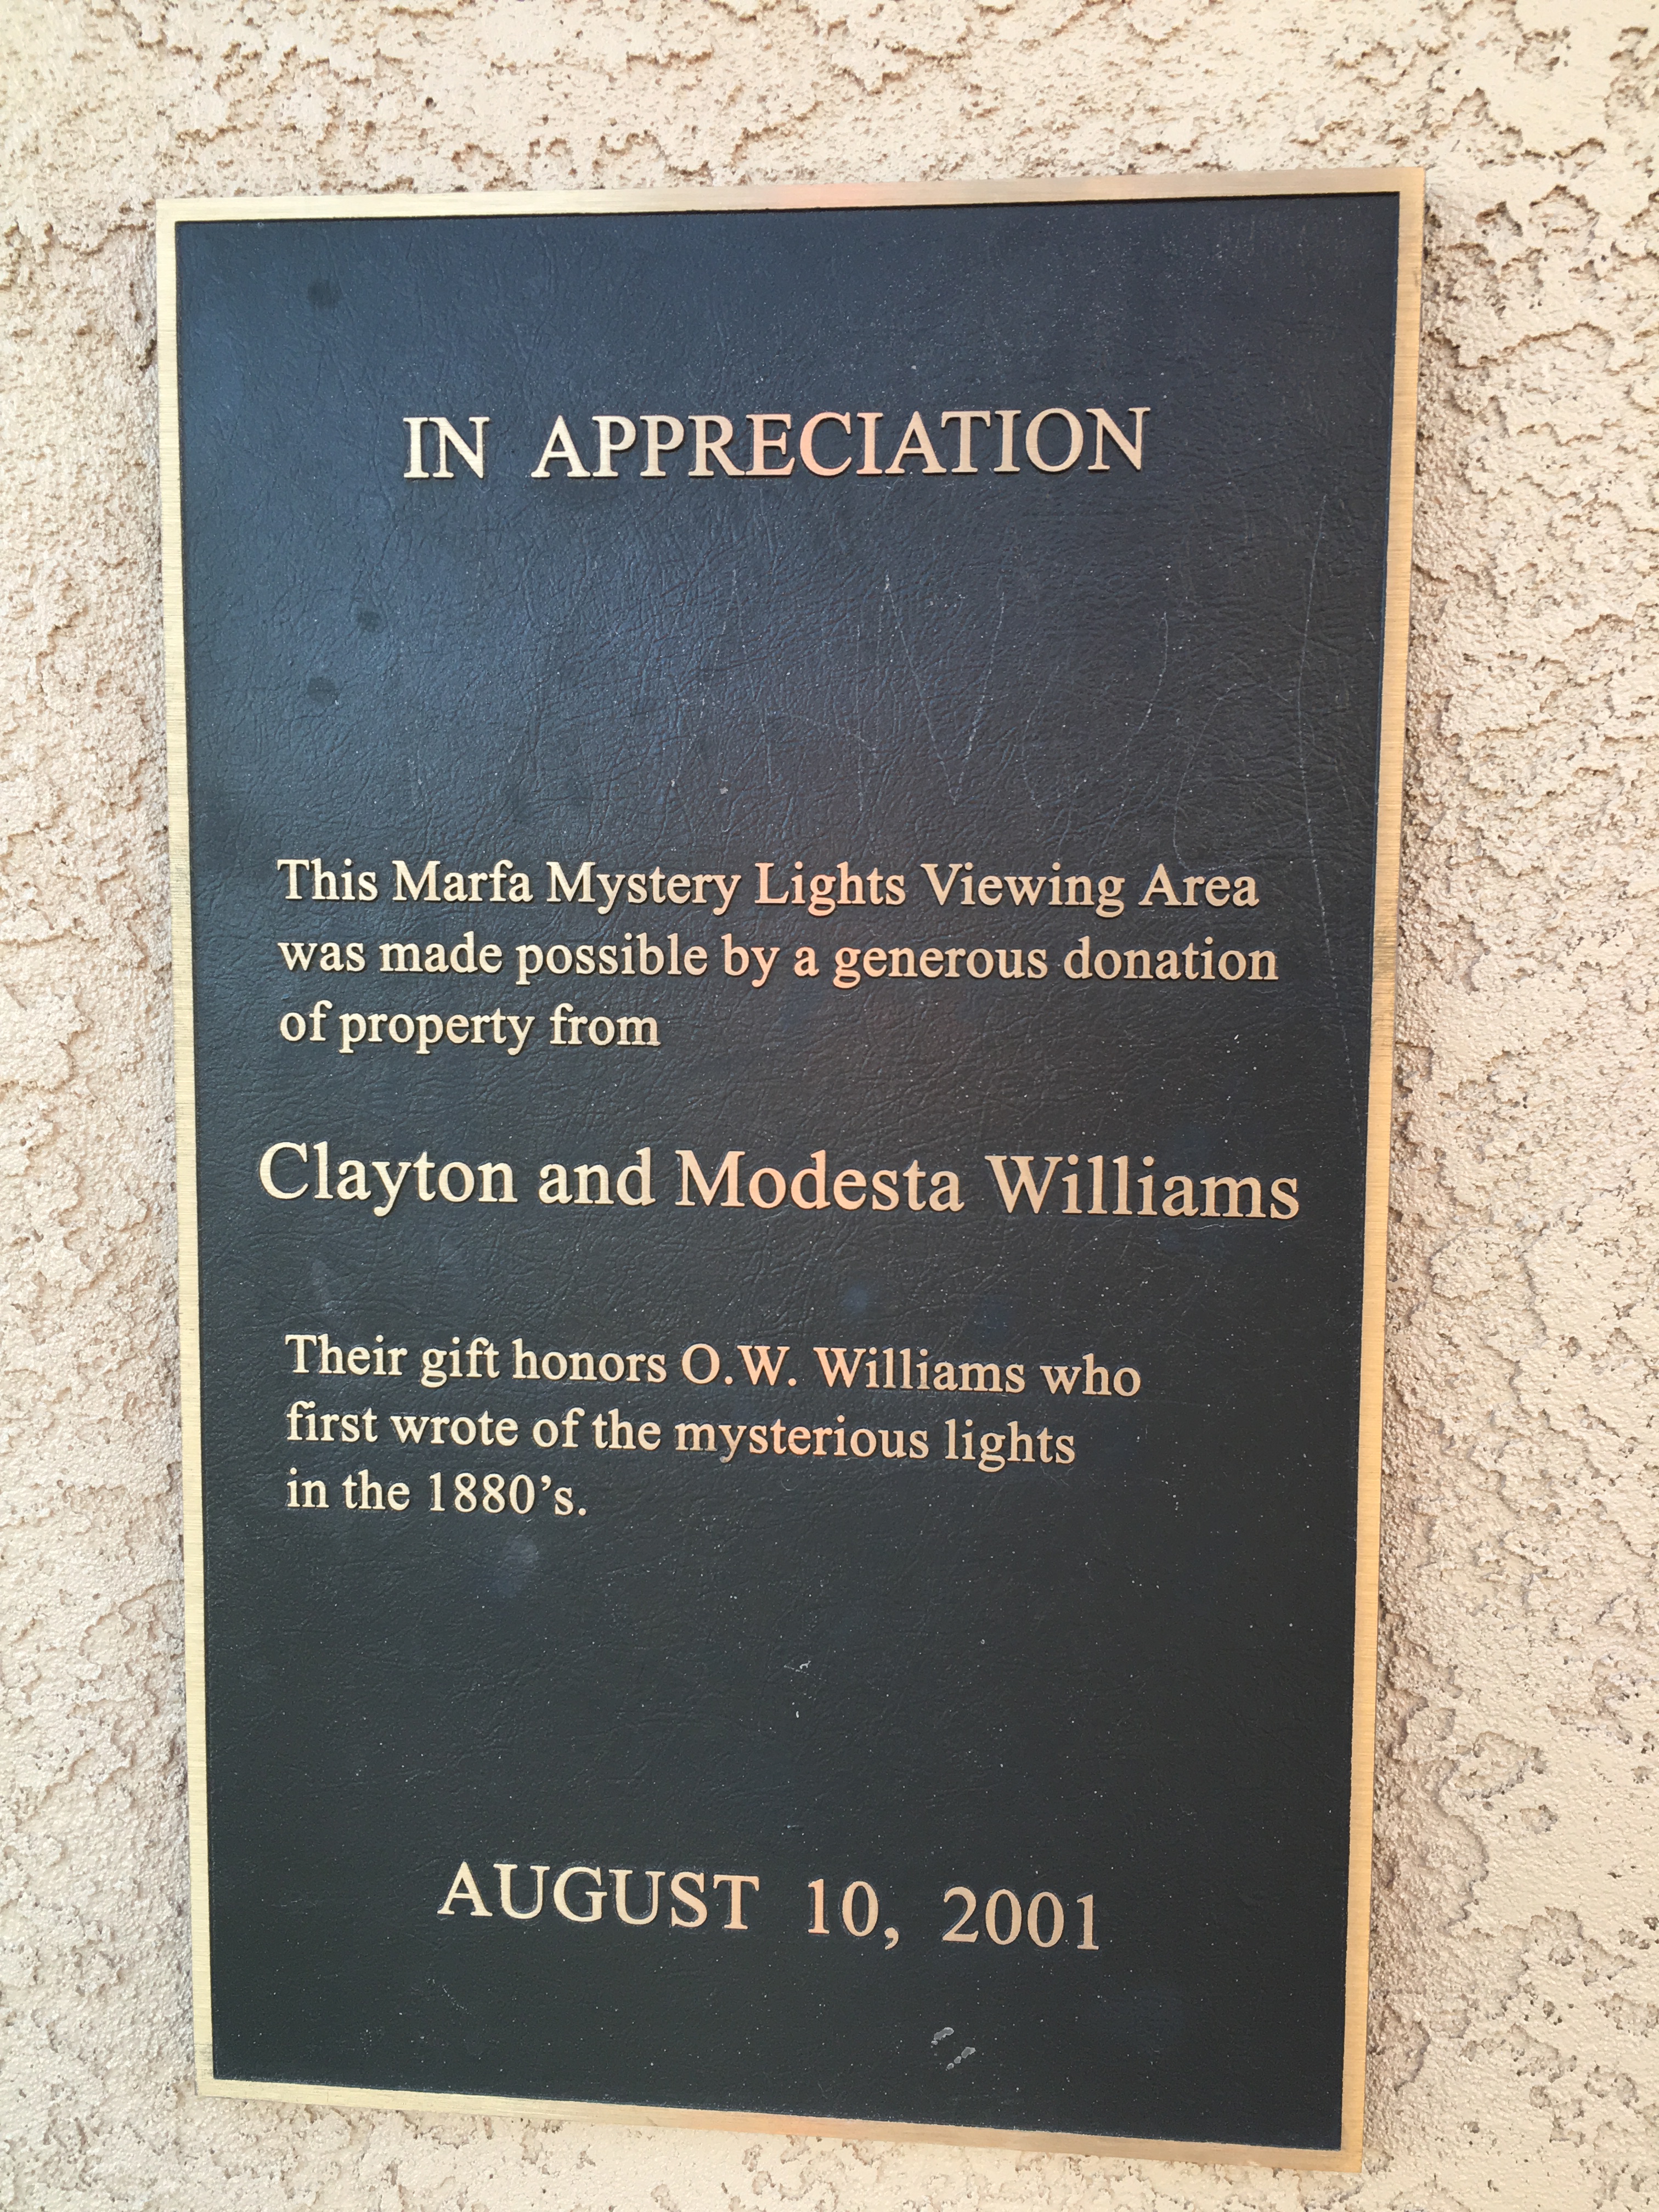 IN APPRECIATION
This Marfa Mystery Lights Viewing Area
was made possible by a generous donation
of property from
Clayton and Modesta Williams
Their gift honors O.W. Williams who
first wrote of the mysterious lights
in the 1880’s.
AUGUST 10, 2001